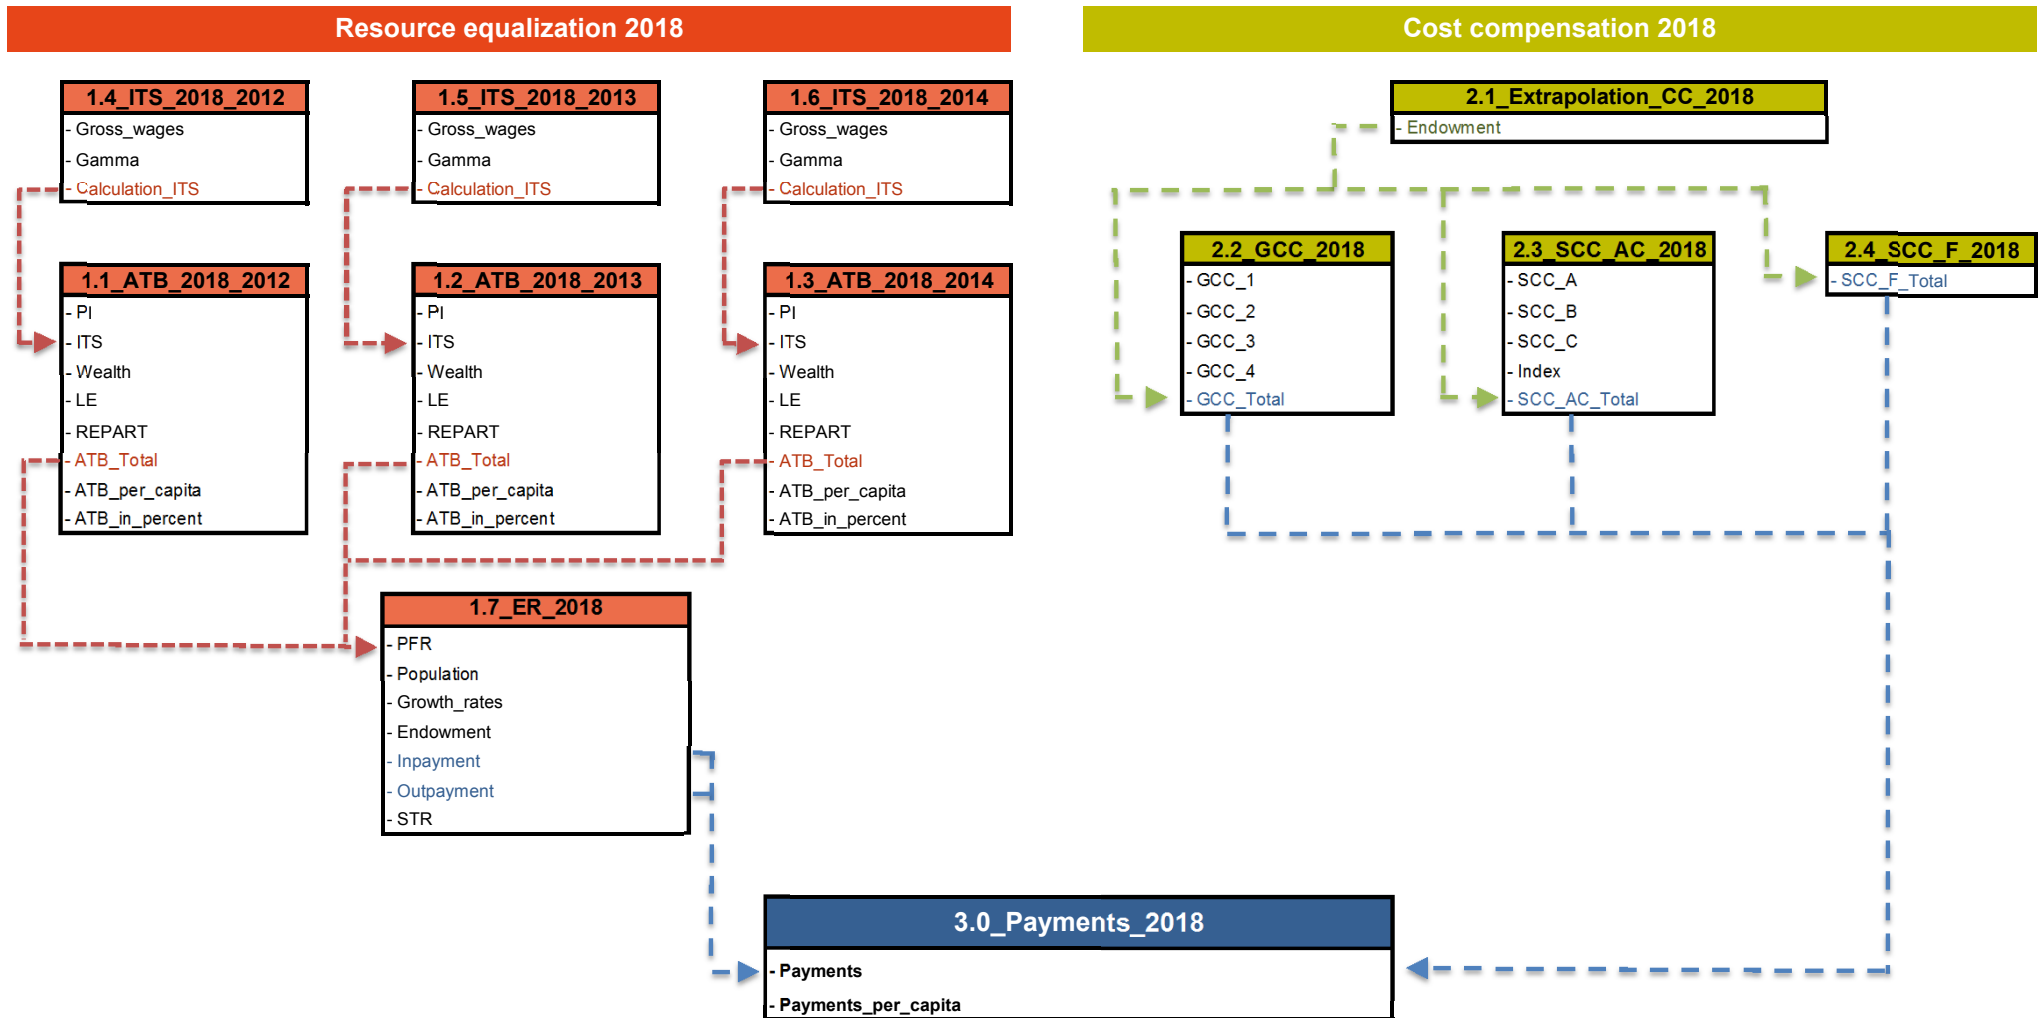 Resource equalization 2018
Cost compensation 2018
1.4_ITS_2018_2012
- Gross_wages
- Gamma
- Calculation_ITS
1.5_ITS_2018_2013
- Gross_wages
- Gamma
- Calculation_ITS
1.6_ITS_2018_2014
- Gross_wages
- Gamma
- Calculation_ITS
2.1_Extrapolation_CC_2018
- Endowment
1.1_ATB_2018_2012
- PI
- ITS
- Wealth
- LE
- REPART
- ATB_Total
- ATB_per_capita
- ATB_in_percent
1.2_ATB_2018_2013
- PI
- ITS
- Wealth
- LE
- REPART
- ATB_Total
- ATB_per_capita
- ATB_in_percent
1.3_ATB_2018_2014
- PI
- ITS
- Wealth
- LE
- REPART
- ATB_Total
- ATB_per_capita
- ATB_in_percent
2.2_GCC_2018
- GCC_1
- GCC_2
- GCC_3
- GCC_4
- GCC_Total
2.3_SCC_AC_2018
- SCC_A
- SCC_B
- SCC_C
- Index
- SCC_AC_Total
2.4_SCC_F_2018
- SCC_F_Total
1.7_ER_2018
- PFR
- Population
- Growth_rates
- Endowment
- Inpayment
- Outpayment
- STR
3.0_Payments_2018
- Payments
- Payments_per_capita